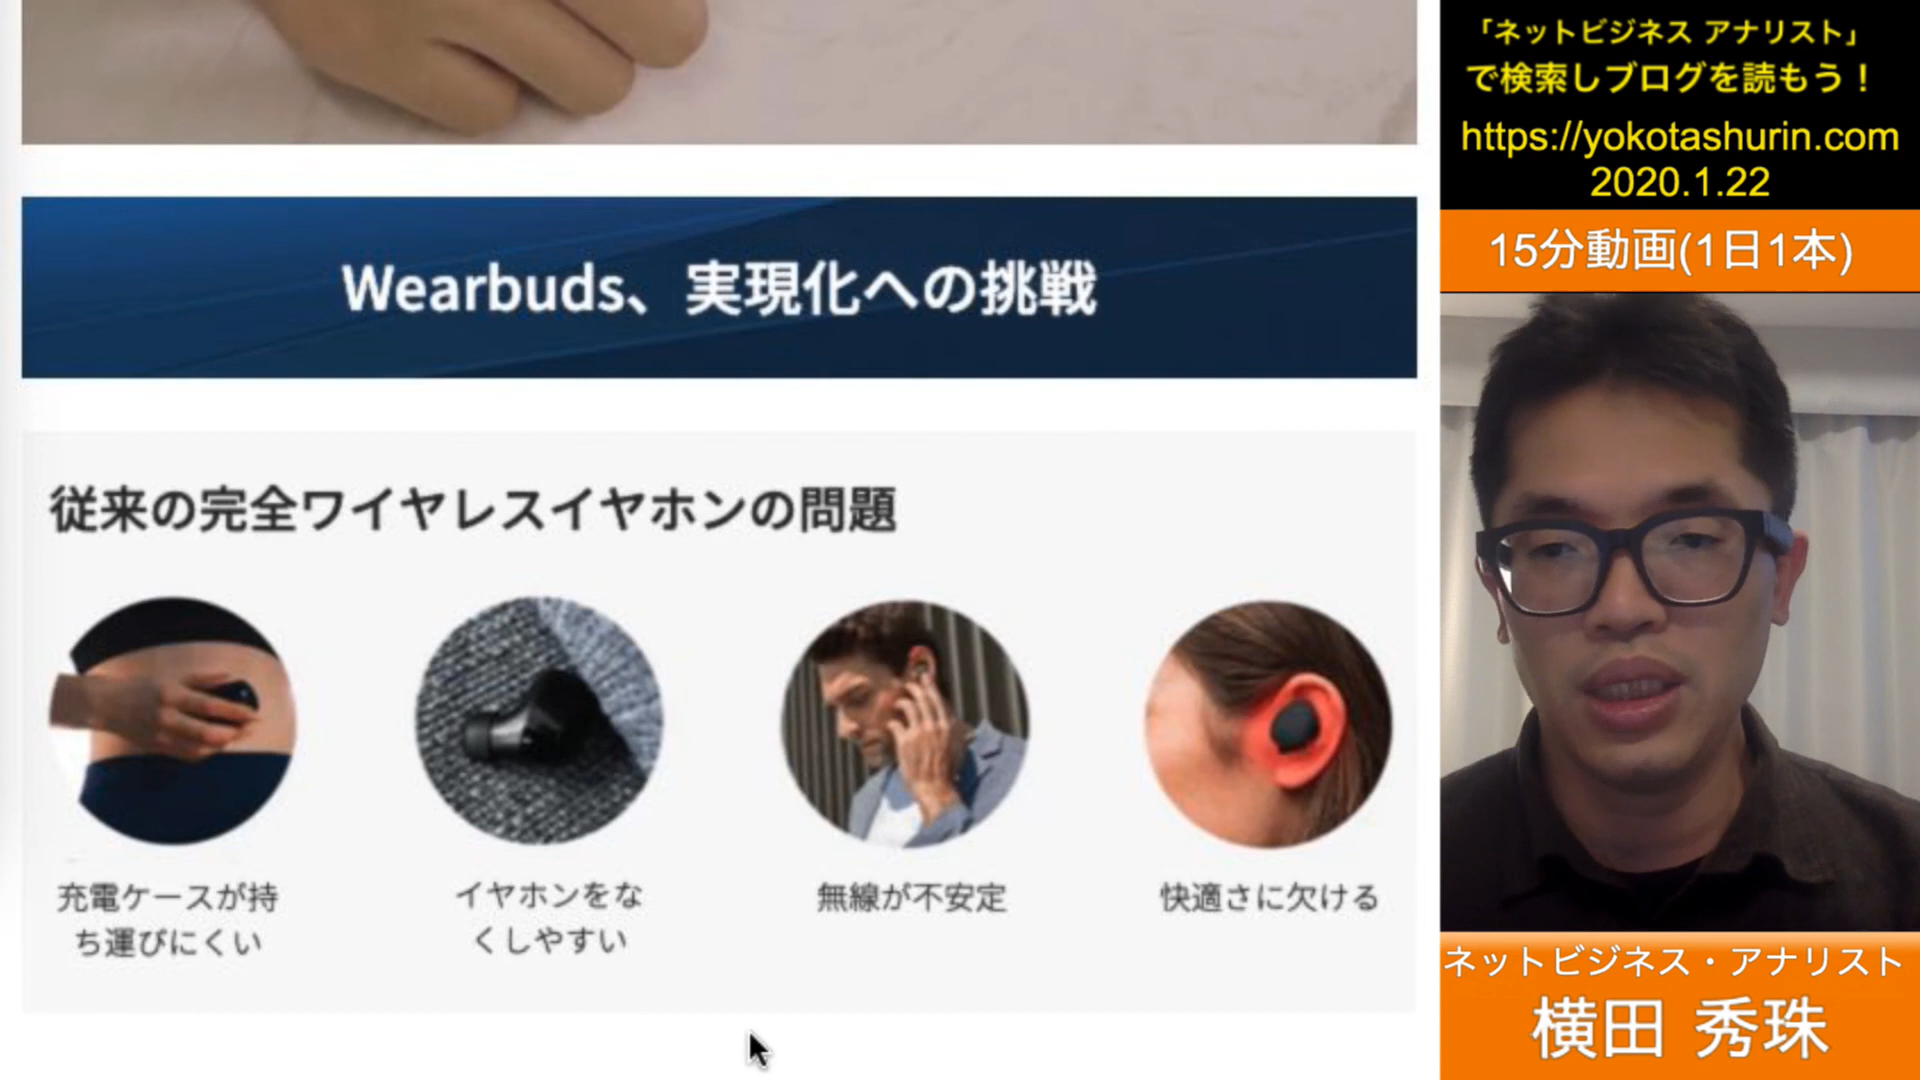 Wearbuds、実現化への挑戦
従来の完全ワイヤレスイヤホンの問題
充電ケースが持
ち運びにくい
イヤホンをな
くしやすい
無線が不安定
快適さに欠ける
「ネットビジネス アナリスト」
で検索しブログを読もう！
https://yokotashurin.com
2020.1.22
15分動画(1日1本)
ネットビジネス・アナリスト
横田 秀珠